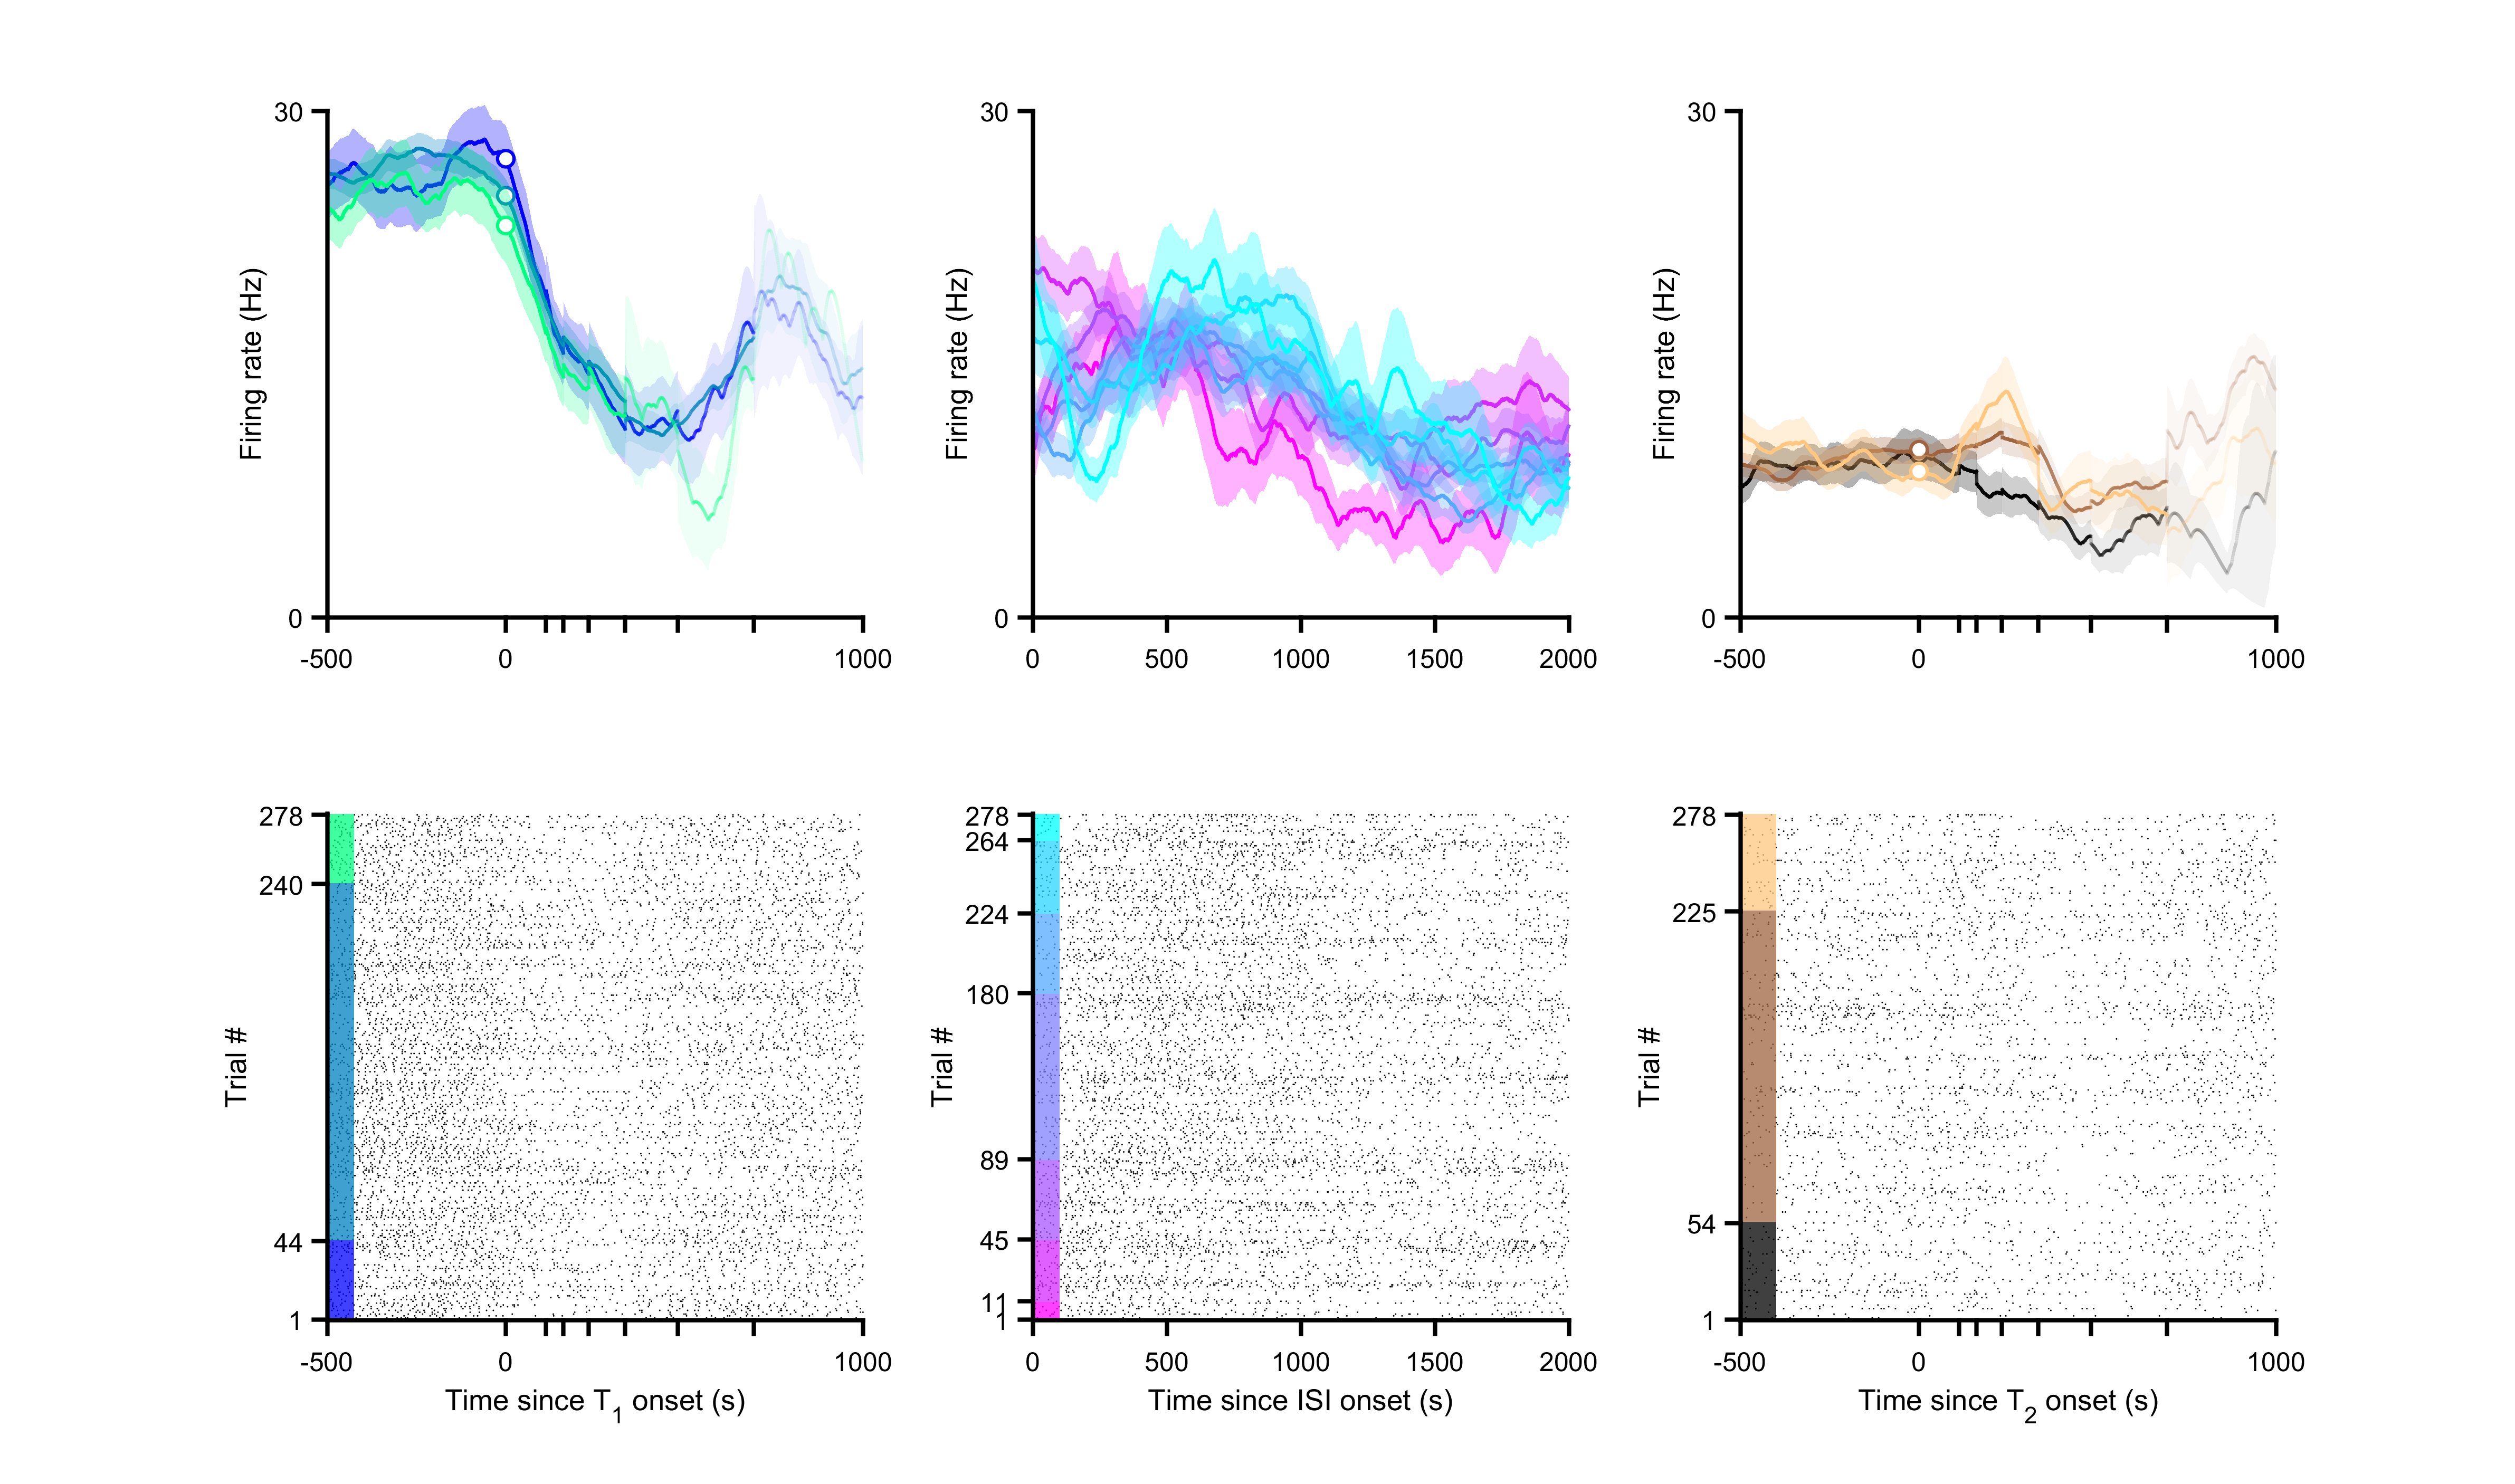 30
Firing rate (Hz)
0
-500 0 1000
30
Firing rate (Hz)
0
0 500 1000 1500 2000
30
Firing rate (Hz)
0
-500 0 1000
278
240
Trial #
44
1
-500 0 1000
Time since T1 onset (s)
278
264
224
180
Trial #
89
45
11
1
0 500 1000 1500 2000
Time since ISI onset (s)
278
225
Trial #
54
1
-500 0 1000
Time since T2 onset (s)